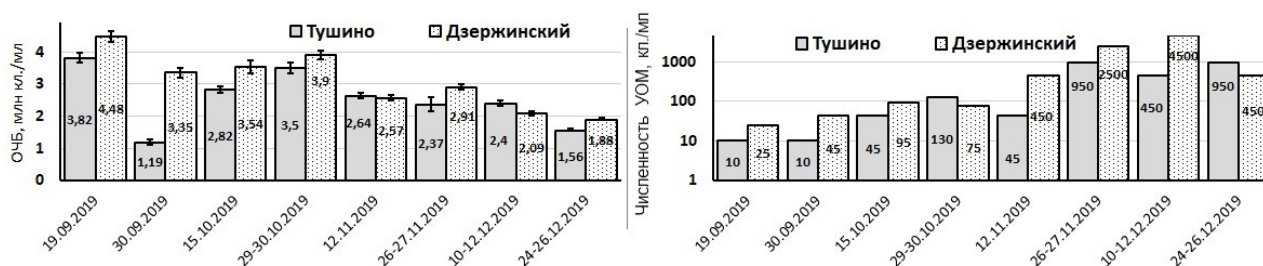 Тушино Дзержинский
ОЧБ, млн кл./мл
4
3
2
1
0
3,82 4,48 1,19 3,35 2,82 3,54 3,5 3,9 2,64 2,57 2,37 2,91 2,4 2,09 1,56 1,88
19.09.2019 30.09.2019 15.10.2019 29-30.10.2019 12.11.2019 26-27.11.2019 10-12.12.2019 24-26.12.2019
Тушино Дзержинский
Численность УОМ, кл./мл
1000
100
10
1
10 25 10 45 45 95 130 75 45 450 950 2500 450 4500 950 450
19.09.2019 30.09.2019 15.10.2019 29-30.10.2019 12.11.2019 26-27.11.2019 10-12.12.2019 24-26.12.2019